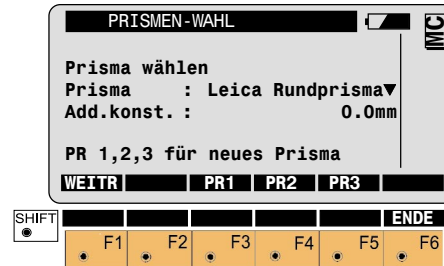 PRISMEN-WAHL
MC
Prisma wählen
Prisma : Leica Rundprisma▼
Add.konst. : 0.0mm
PR 1,2,3 für neues Prisma
WEITR PR1 PR2 PR3
SHIFT ENDE
F1 F2 F3 F4 F5 F6